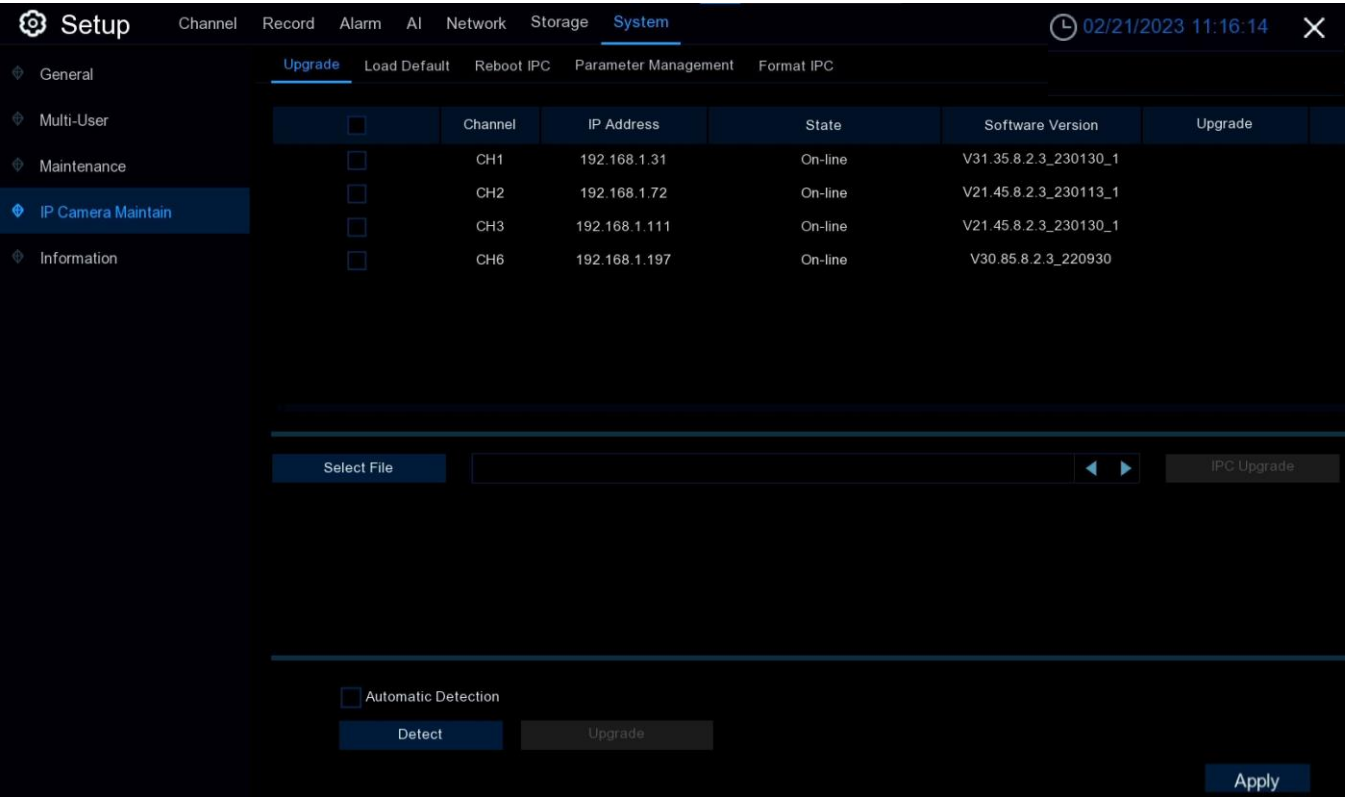 Setup Channel Record Alarm AI Network Storage System 02/21/2023 11:16:14
General
Multi-User
Maintenance
IP Camera Maintain
Information
Upgrade Load Default Reboot IPC Parameter Management Format IPC
Channel IP Address State Software Version Upgrade
CH1 192.168.1.31 On-line V31.35.8.2.3_230130_1
CH2 192.168.1.72 On-line V21.45.8.2.3_230113_1
CH3 192.168.1.111 On-line V21.45.8.2.3_230130_1
CH6 192.168.1.197 On-line V30.85.8.2.3_220930
Select File IPC Upgrade
Automatic Detection
Detect Upgrade
Apply